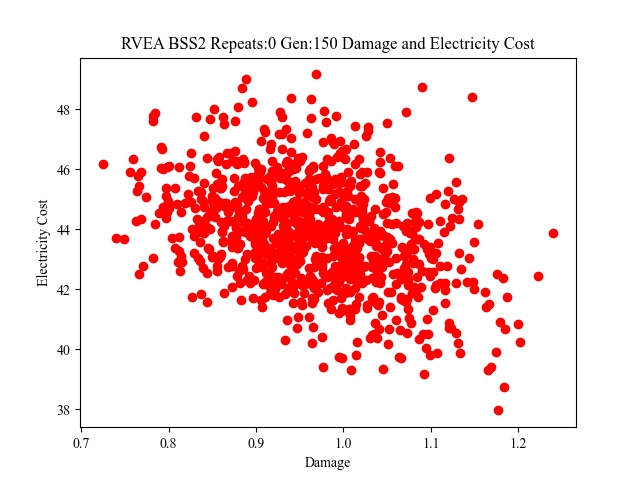 RVEA BSS2 Repeats:0 Gen:150 Damage and Electricity Cost
48
46
44
42
40
38
Electricity Cost
0.7 0.8 0.9 1.0 1.1 1.2
Damage